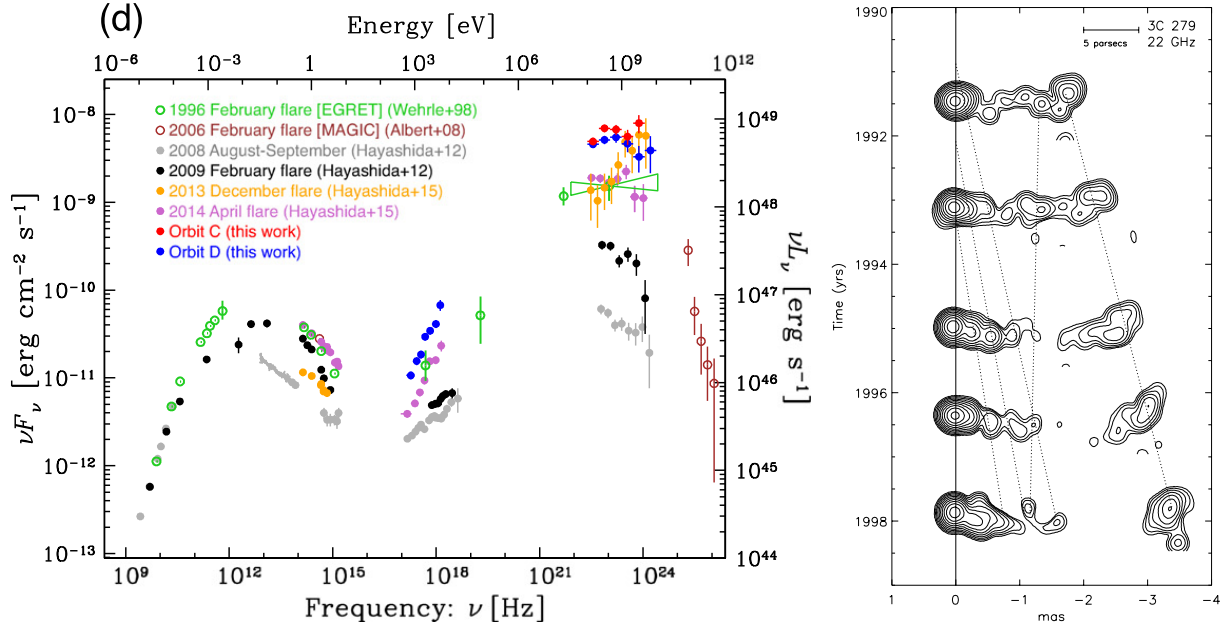 (d)
Energy [eV]
10⁻⁶ 10⁻³ 1 10³ 10⁶ 10⁹ 10¹²
10⁻⁸
10⁻⁹
10⁻¹⁰
10⁻¹¹
10⁻¹²
10⁻¹³
νFν [erg cm⁻² s⁻¹]
1996 February flare [EGRET] (Wehrle+98)
2006 February flare [MAGIC] (Albert+08)
2008 August-September (Hayashida+12)
2009 February flare (Hayashida+12)
2013 December flare (Hayashida+15)
2014 April flare (Hayashida+15)
Orbit C (this work)
Orbit D (this work)
10⁴⁹
10⁴⁸
10⁴⁷
10⁴⁶
10⁴⁵
10⁴⁴
νLν [erg s⁻¹]
10⁹ 10¹² 10¹⁵ 10¹⁸ 10²¹ 10²⁴
Frequency: ν [Hz]
1990
1992
1994
1996
1998
Time (yrs)
3C 279
5 parsecs 22 GHz
1 0 -1 -2 -3 -4
mas